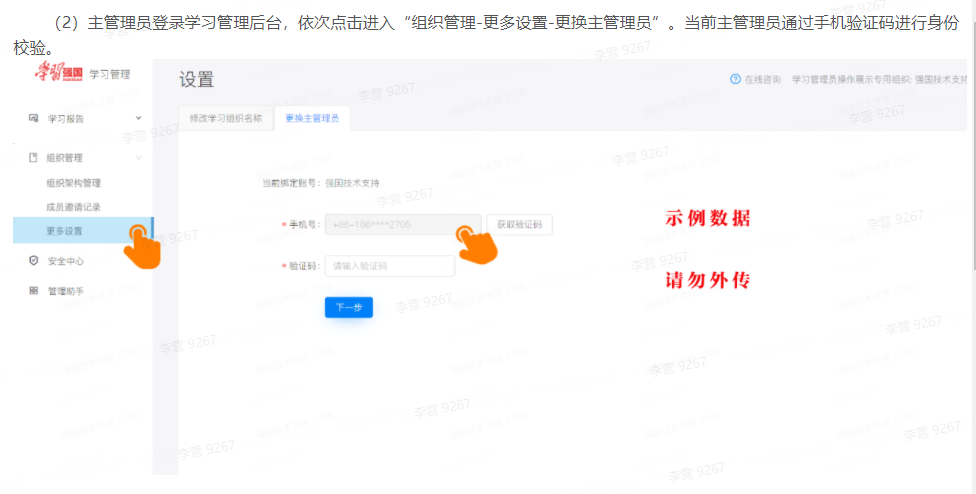 （2）主管理员登录学习管理后台，依次点击进入“组织管理-更多设置-更换主管理员”。当前主管理员通过手机验证码进行身份
校验。
学习强国 学习管理
设置
在线咨询 学习管理员操作展示专用组织: 强国技术支持
学习报告
修改学习组织名称 更换主管理员
组织管理
组织架构管理
当前绑定账号: 强国技术支持
成员邀请记录
更多设置
* 手机号: +86-186****2705 获取验证码
示例数据
安全中心
* 验证码: 请输入验证码
请勿外传
管理助手
下一步
李营 9267